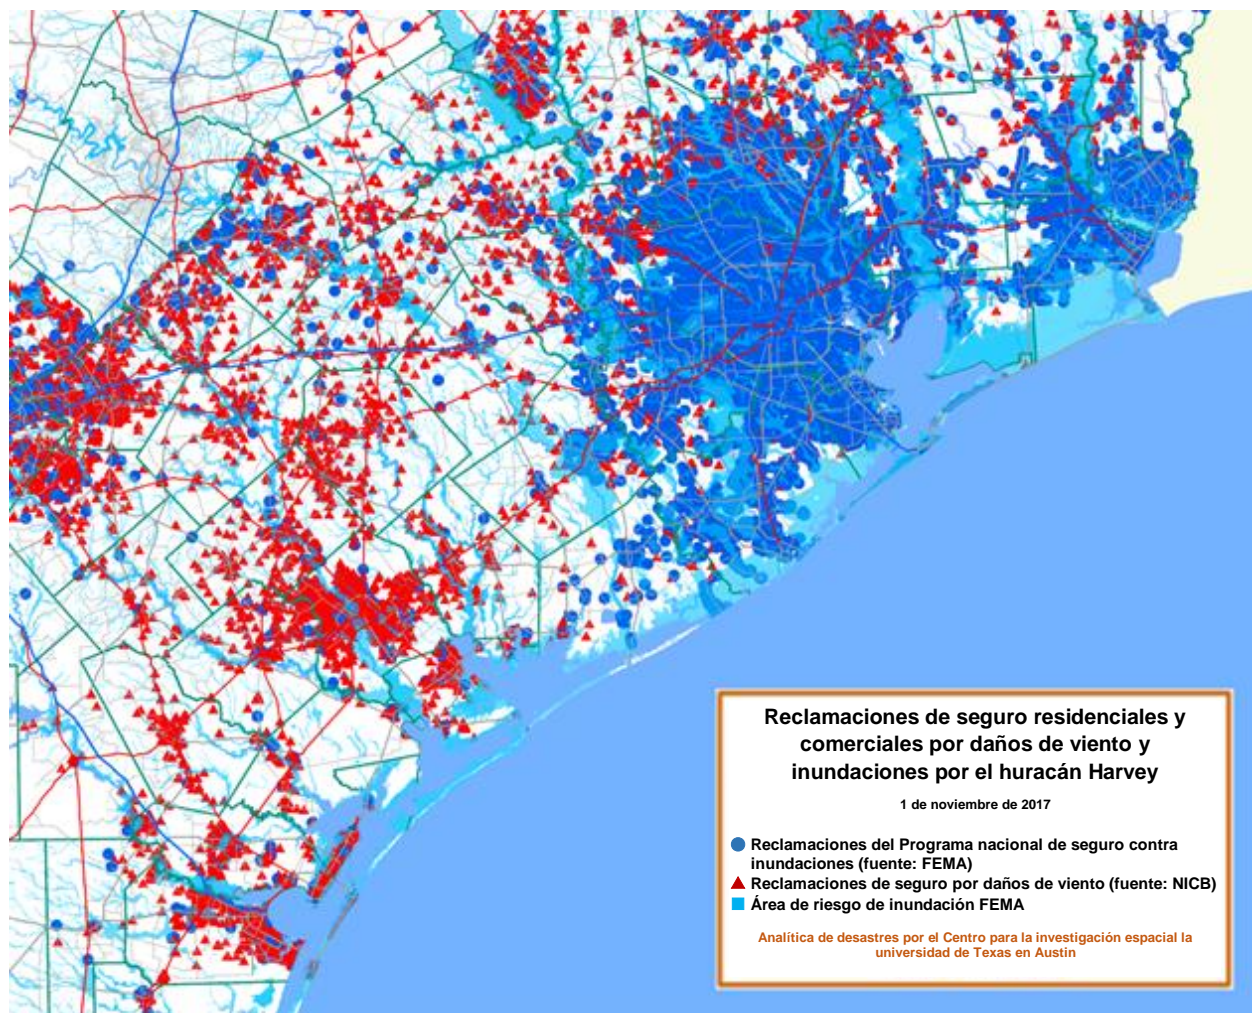 Reclamaciones de seguro residenciales y
comerciales por daños de viento y
inundaciones por el huracán Harvey
1 de noviembre de 2017
Reclamaciones del Programa nacional de seguro contra
inundaciones (fuente: FEMA)
Reclamaciones de seguro por daños de viento (fuente: NICB)
Área de riesgo de inundación FEMA
Analítica de desastres por el Centro para la investigación espacial la
universidad de Texas en Austin